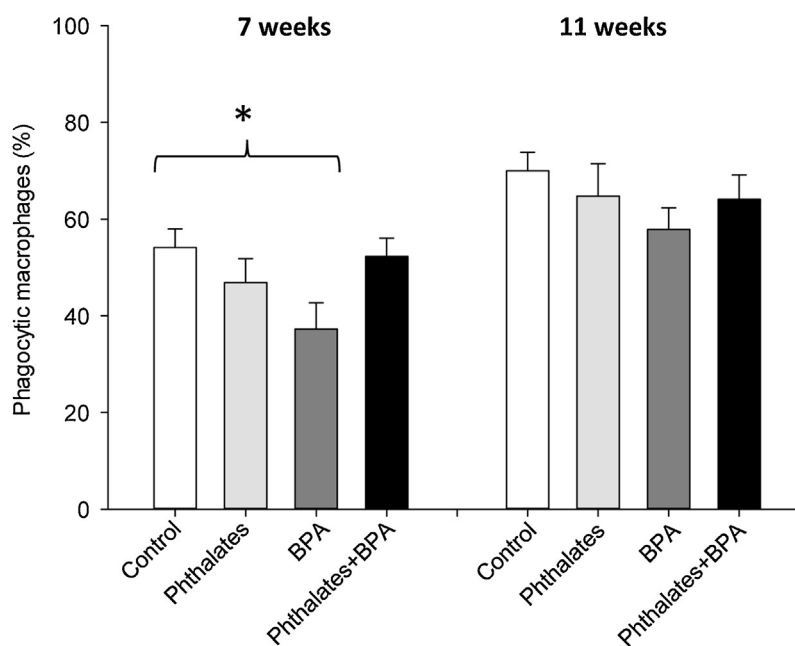 7 weeks
11 weeks
*
Phagocytic macrophages (%)
100
80
60
40
20
0
Control
Phthalates
BPA
Phthalates+BPA
Control
Phthalates
BPA
Phthalates+BPA